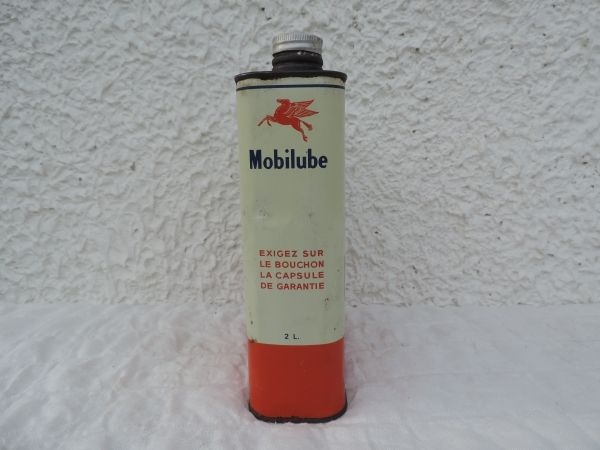 Mobilube
EXIGEZ SUR
LE BOUCHON
LA CAPSULE
DE GARANTIE
2 L.